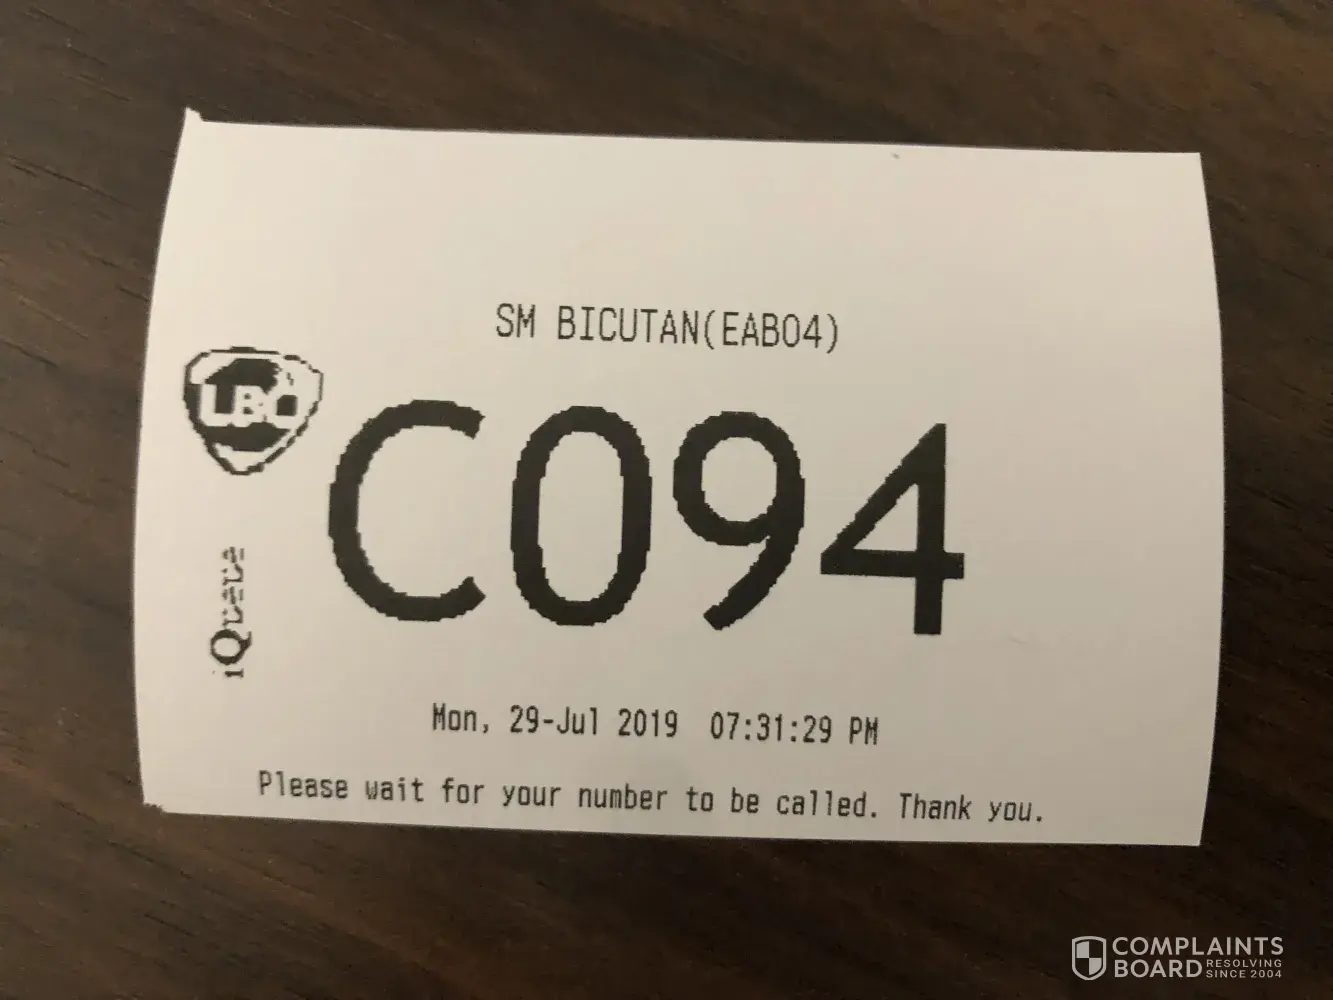 SM BICUTAN(EAB04)
LBC
C094
iQueue
Mon, 29-Jul 2019 07:31:29 PM
Please wait for your number to be called. Thank you.
COMPLAINTS
BOARD RESOLVING
SINCE 2004